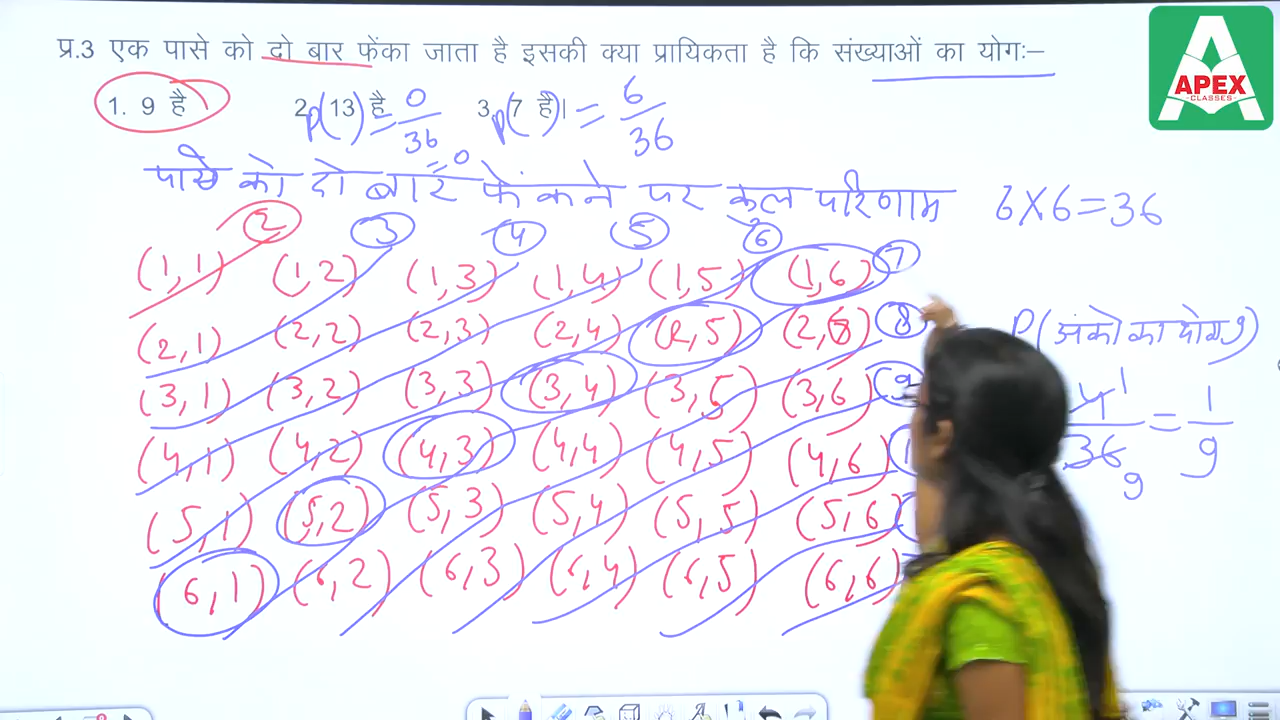 प्र.3 एक पासे को दो बार फेंका जाता है इसकी क्या प्रायिकता है कि संख्याओं का योगः–
1. 9 है 2. P(13) है = 0/36 = 0 3. P(7 है)। = 6/36
पासे को दो बार फेंकने पर कुल परिणाम 6×6=36
2 3 4 5 6 7
(1,1) (1,2) (1,3) (1,4) (1,5) (1,6)
(2,1) (2,2) (2,3) (2,4) (2,5) 8
(3,1) (3,2) (3,3) (3,4) (3,5) (3,6) 9
(4,1) (4,2) (4,3) (4,4) (4,5) (4,6)
(5,1) (5,2) (5,3) (5,4) (5,5) (5,6)
(6,1) (6,2) (6,3) (6,4) (6,5) (6,6)
P(अंको का योग 9)
4 1
36 9 = 1/9
APEX
CLASSES